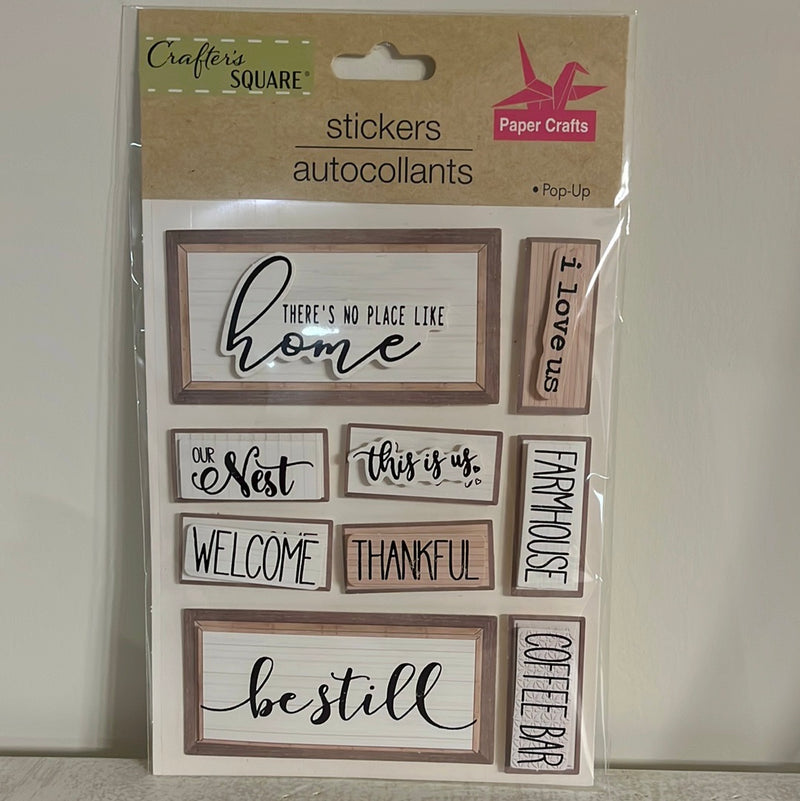 Crafter's
SQUARE®
stickers
autocollants
Paper Crafts
• Pop-Up
THERE'S NO PLACE LIKE
home
i love us
OUR
Nest
this is us
FARMHOUSE
WELCOME
THANKFUL
be still
COFFEE BAR